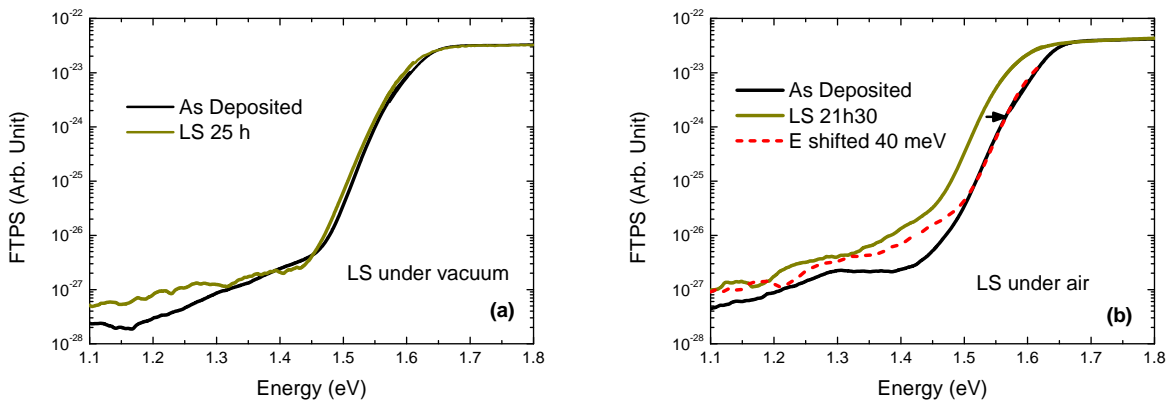 10⁻²²
10⁻²³
10⁻²⁴
10⁻²⁵
10⁻²⁶
10⁻²⁷
10⁻²⁸
FTPS (Arb. Unit)
As Deposited
LS 25 h
LS under vacuum
(a)
1.1 1.2 1.3 1.4 1.5 1.6 1.7 1.8
Energy (eV)
10⁻²²
10⁻²³
10⁻²⁴
10⁻²⁵
10⁻²⁶
10⁻²⁷
10⁻²⁸
FTPS (Arb. Unit)
As Deposited
LS 21h30
E shifted 40 meV
LS under air
(b)
1.1 1.2 1.3 1.4 1.5 1.6 1.7 1.8
Energy (eV)